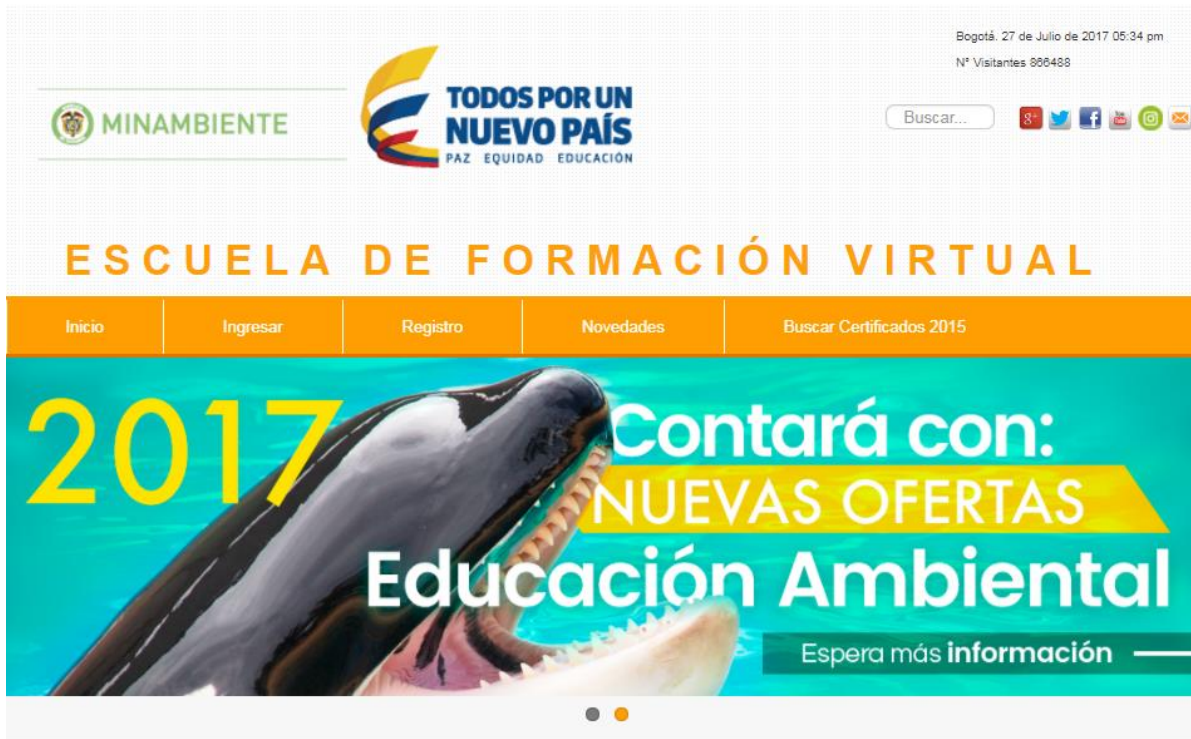 Bogotá. 27 de Julio de 2017 05:34 pm
N° Visitantes 866488
MINAMBIENTE
TODOS POR UN
NUEVO PAÍS
PAZ EQUIDAD EDUCACIÓN
Buscar...
ESCUELA DE FORMACIÓN VIRTUAL
Inicio Ingresar Registro Novedades Buscar Certificados 2015
2017
Contará con:
NUEVAS OFERTAS
Educación Ambiental
Espera más información